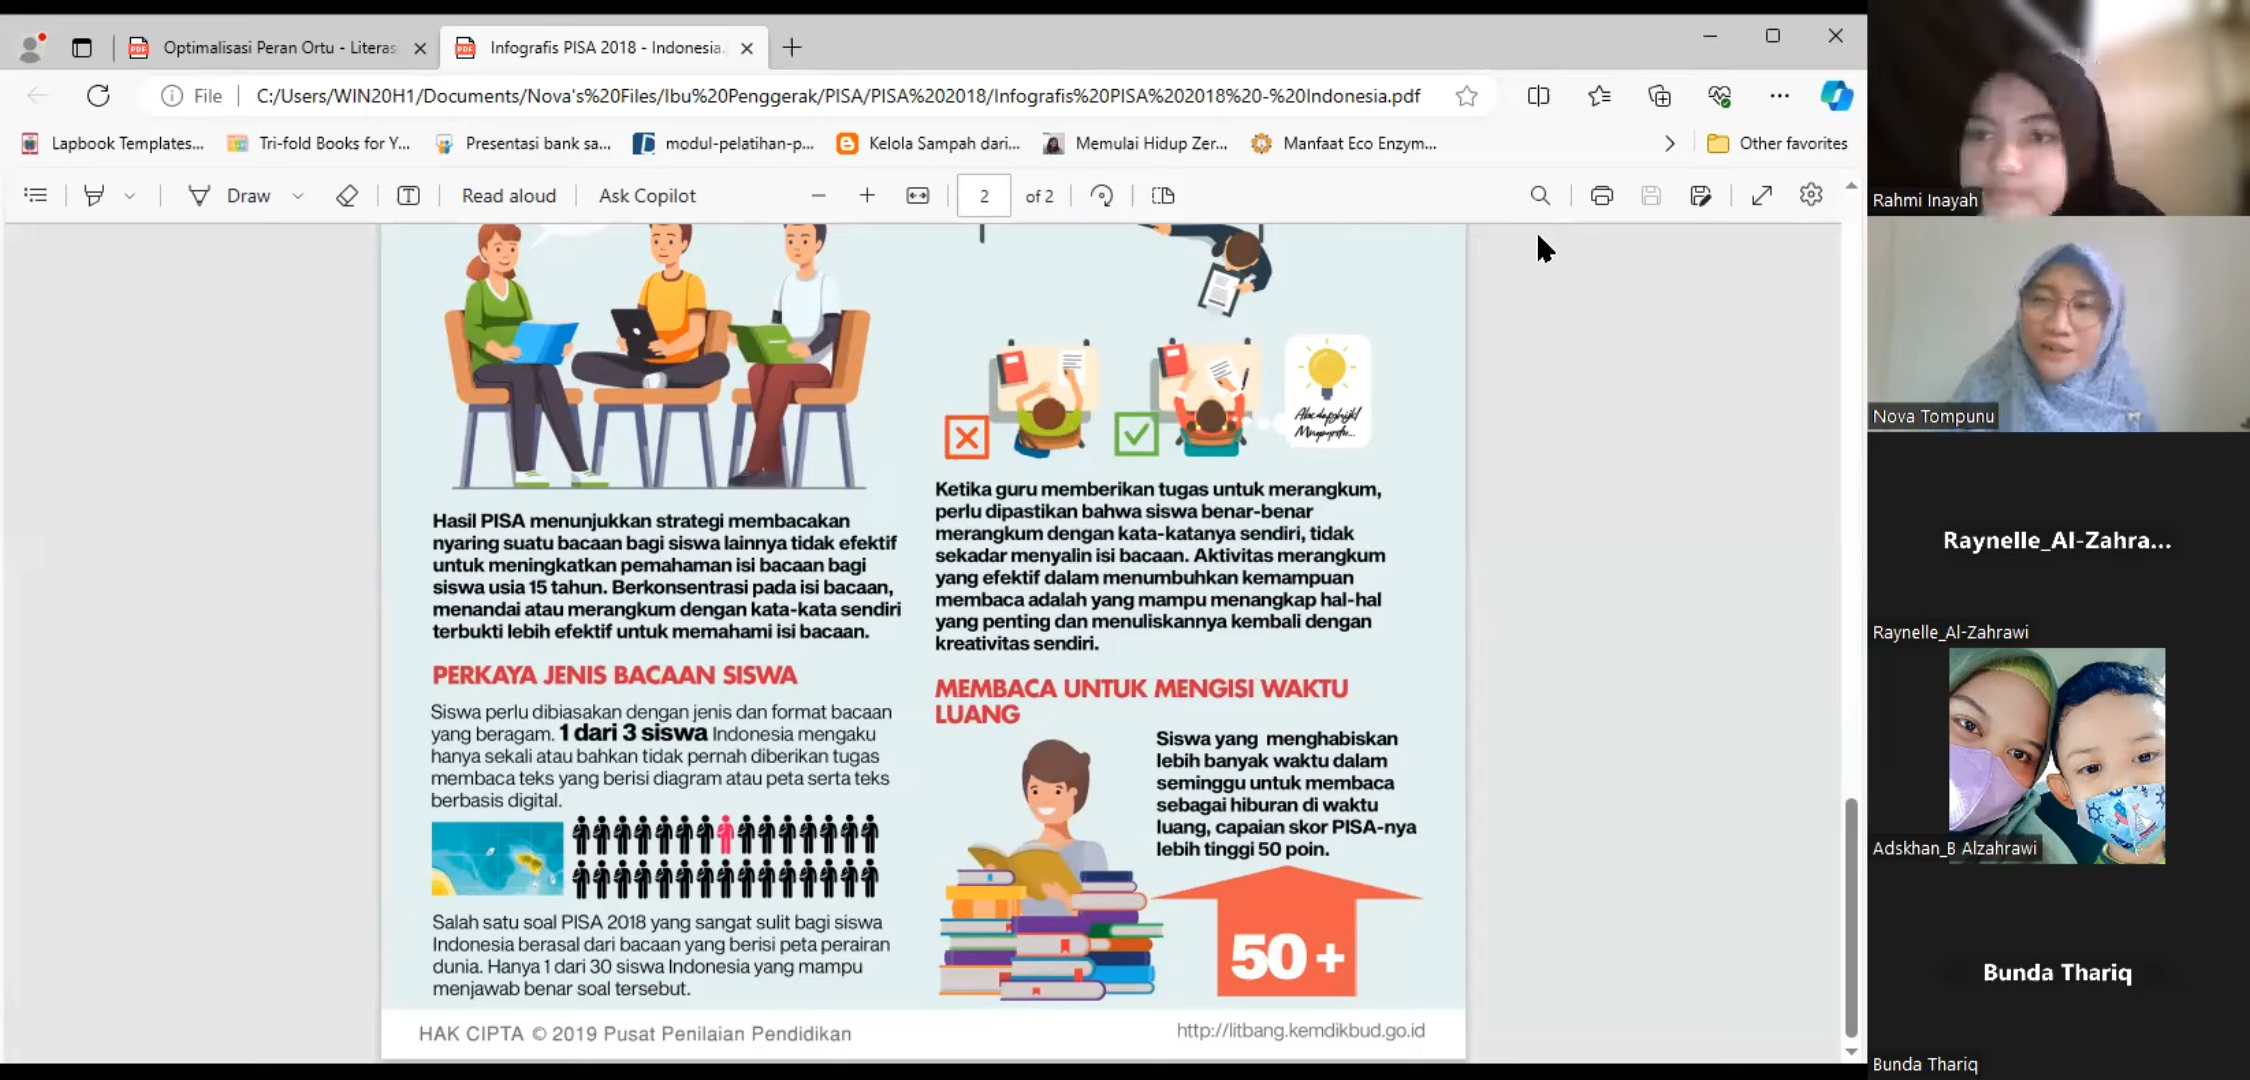 Optimalisasi Peran Ortu - Literas
Infografis PISA 2018 - Indonesia.
File
C:/Users/WIN20H1/Documents/Nova's%20Files/Ibu%20Penggerak/PISA/PISA%202018/Infografis%20PISA%202018%20-%20Indonesia.pdf
Lapbook Templates...
Tri-fold Books for Y...
Presentasi bank sa...
modul-pelatihan-p...
Kelola Sampah dari...
Memulai Hidup Zer...
Manfaat Eco Enzym...
Other favorites
Draw
Read aloud
Ask Copilot
2
of 2
Hasil PISA menunjukkan strategi membacakan
nyaring suatu bacaan bagi siswa lainnya tidak efektif
untuk meningkatkan pemahaman isi bacaan bagi
siswa usia 15 tahun. Berkonsentrasi pada isi bacaan,
menandai atau merangkum dengan kata-kata sendiri
terbukti lebih efektif untuk memahami isi bacaan.
PERKAYA JENIS BACAAN SISWA
Siswa perlu dibiasakan dengan jenis dan format bacaan
yang beragam. 1 dari 3 siswa Indonesia mengaku
hanya sekali atau bahkan tidak pernah diberikan tugas
membaca teks yang berisi diagram atau peta serta teks
berbasis digital.
Salah satu soal PISA 2018 yang sangat sulit bagi siswa
Indonesia berasal dari bacaan yang berisi peta perairan
dunia. Hanya 1 dari 30 siswa Indonesia yang mampu
menjawab benar soal tersebut.
Ketika guru memberikan tugas untuk merangkum,
perlu dipastikan bahwa siswa benar-benar
merangkum dengan kata-katanya sendiri, tidak
sekadar menyalin isi bacaan. Aktivitas merangkum
yang efektif dalam menumbuhkan kemampuan
membaca adalah yang mampu menangkap hal-hal
yang penting dan menuliskannya kembali dengan
kreativitas sendiri.
MEMBACA UNTUK MENGISI WAKTU
LUANG
Siswa yang menghabiskan
lebih banyak waktu dalam
seminggu untuk membaca
sebagai hiburan di waktu
luang, capaian skor PISA-nya
lebih tinggi 50 poin.
50+
HAK CIPTA © 2019 Pusat Penilaian Pendidikan
http://litbang.kemdikbud.go.id
Rahmi Inayah
Nova Tompunu
Raynelle_Al-Zahra...
Raynelle_Al-Zahrawi
Adskhan_B Alzahrawi
Bunda Thariq
Bunda Thariq